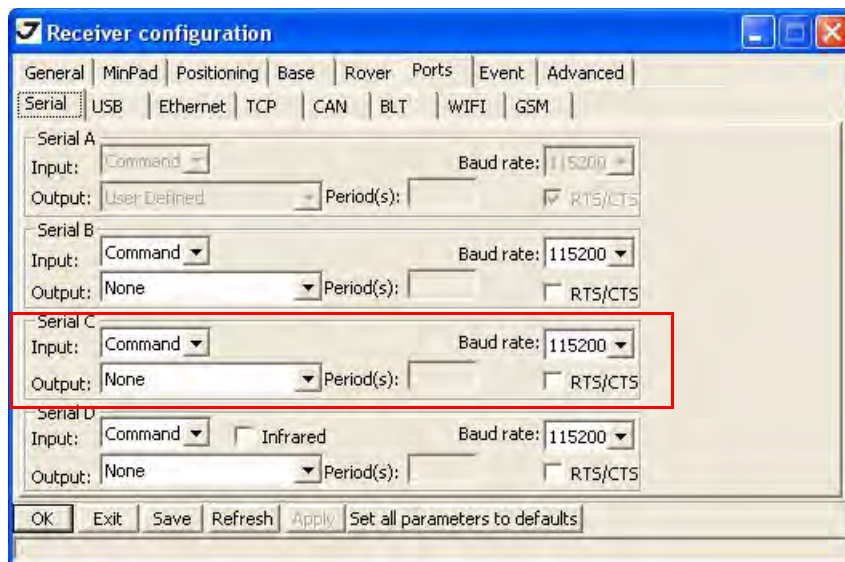 Receiver configuration
General MinPad Positioning Base Rover Ports Event Advanced
Serial USB Ethernet TCP CAN BLT WIFI GSM
Serial A
Input: Command Baud rate: 115200
Output: User Defined Period(s): RTS/CTS
Serial B
Input: Command Baud rate: 115200
Output: None Period(s): RTS/CTS
Serial C
Input: Command Baud rate: 115200
Output: None Period(s): RTS/CTS
Serial D
Input: Command Infrared Baud rate: 115200
Output: None Period(s): RTS/CTS
OK Exit Save Refresh Apply Set all parameters to defaults